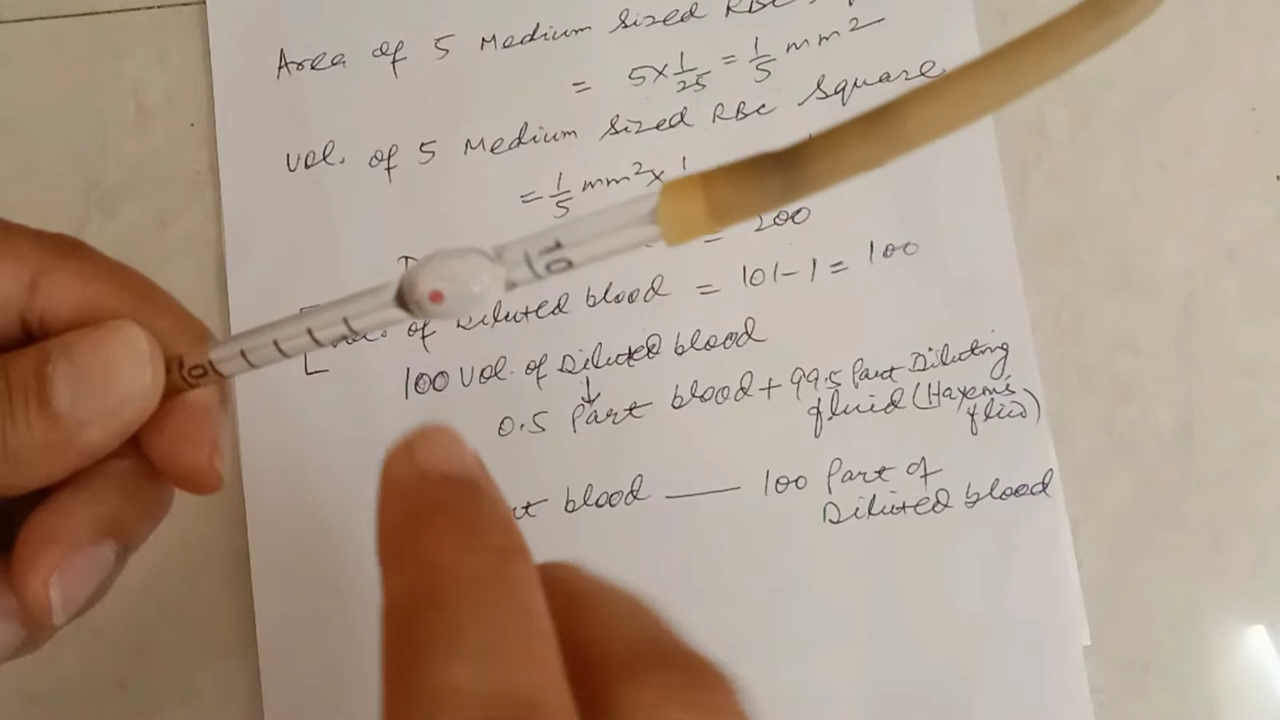 Area of 5 Medium Sized RBC
= 5×1/25 = 1/5 mm²
Vol. of 5 Medium Sized RBC Square
= 1/5 mm² ×
= 200
of Diluted blood = 101-1 = 100
100 Vol. of Diluted blood
↓
0.5 Part blood + 99.5 Part Diluting
fluid (Hayem's
fluid)
blood — 100 Part of
Diluted blood
101